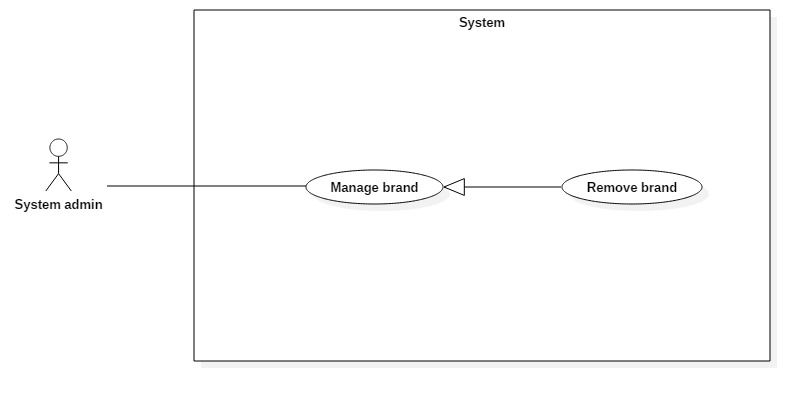 System
System admin
Manage brand
Remove brand